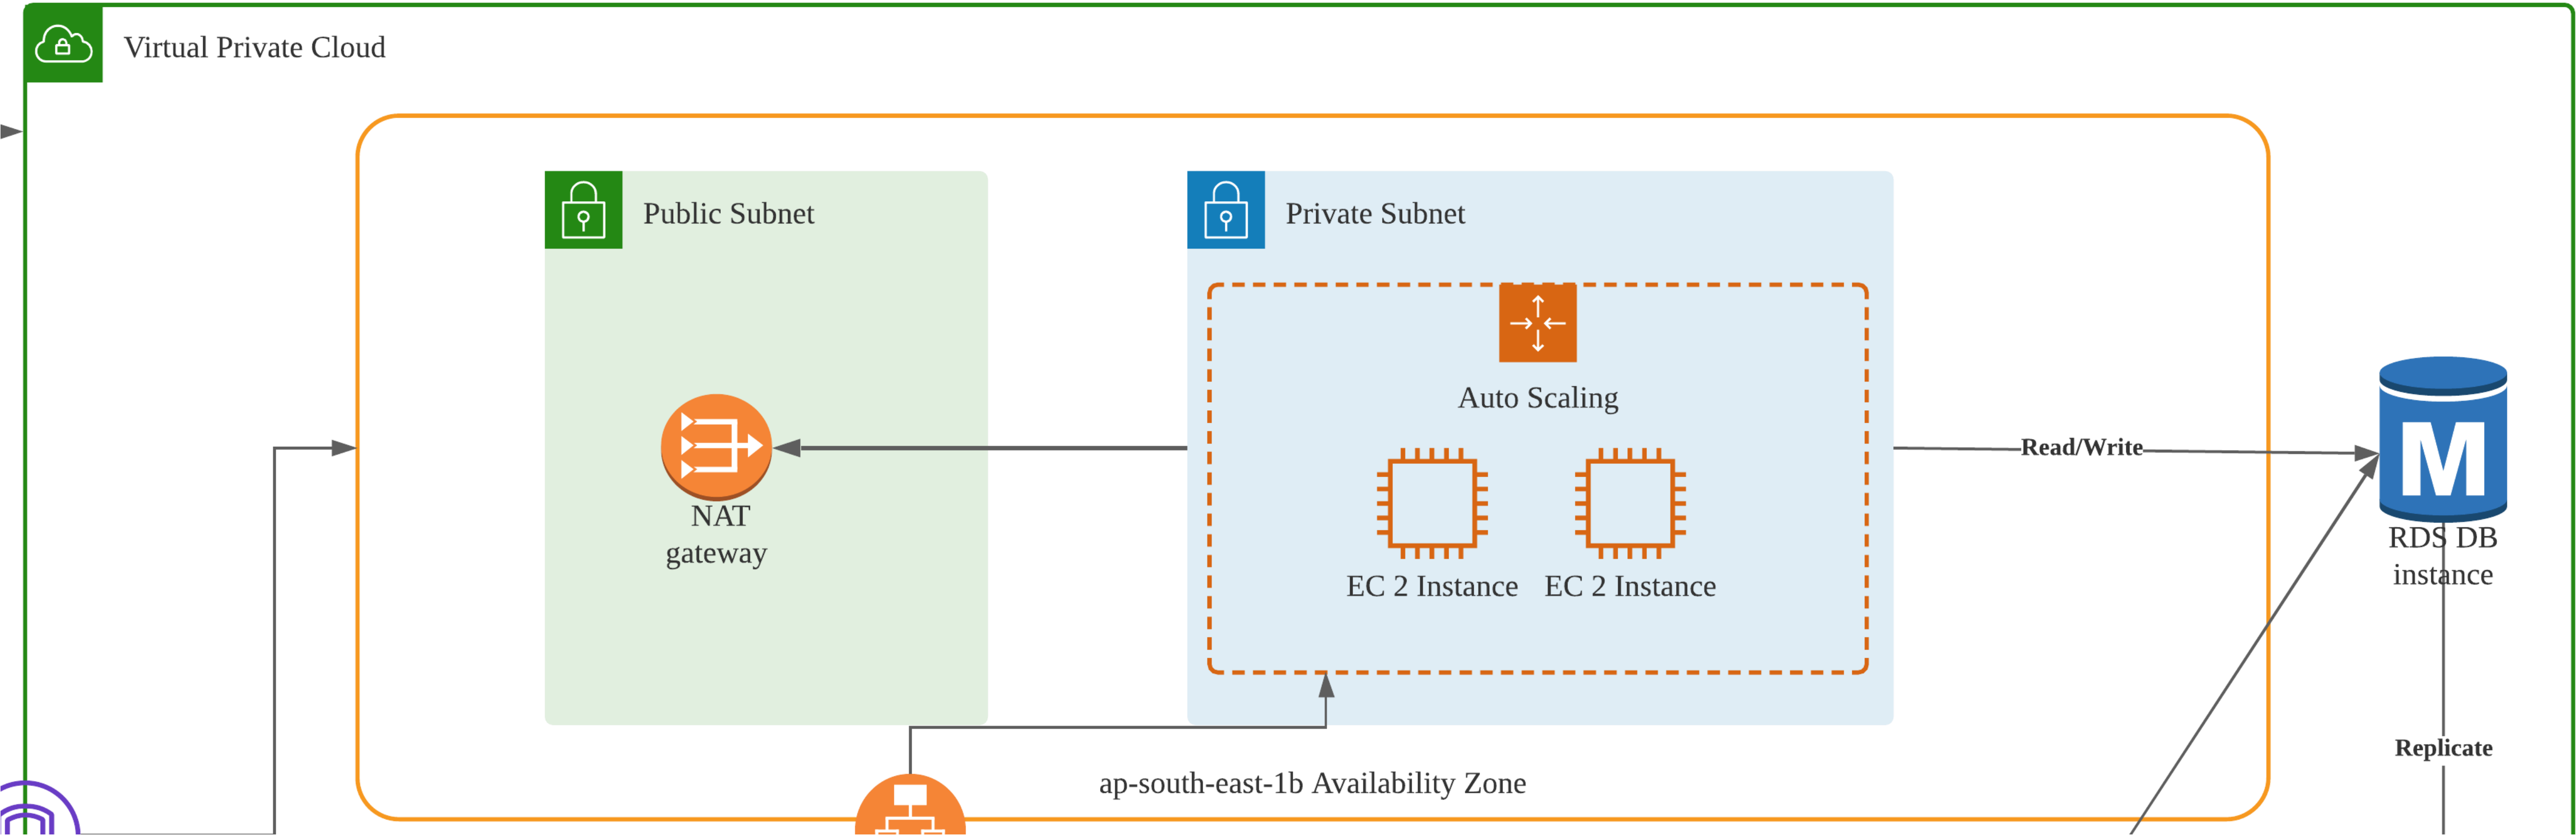 Virtual Private Cloud
Public Subnet
Private Subnet
Auto Scaling
NAT
gateway
EC 2 Instance
EC 2 Instance
Read/Write
RDS DB
instance
Replicate
ap-south-east-1b Availability Zone